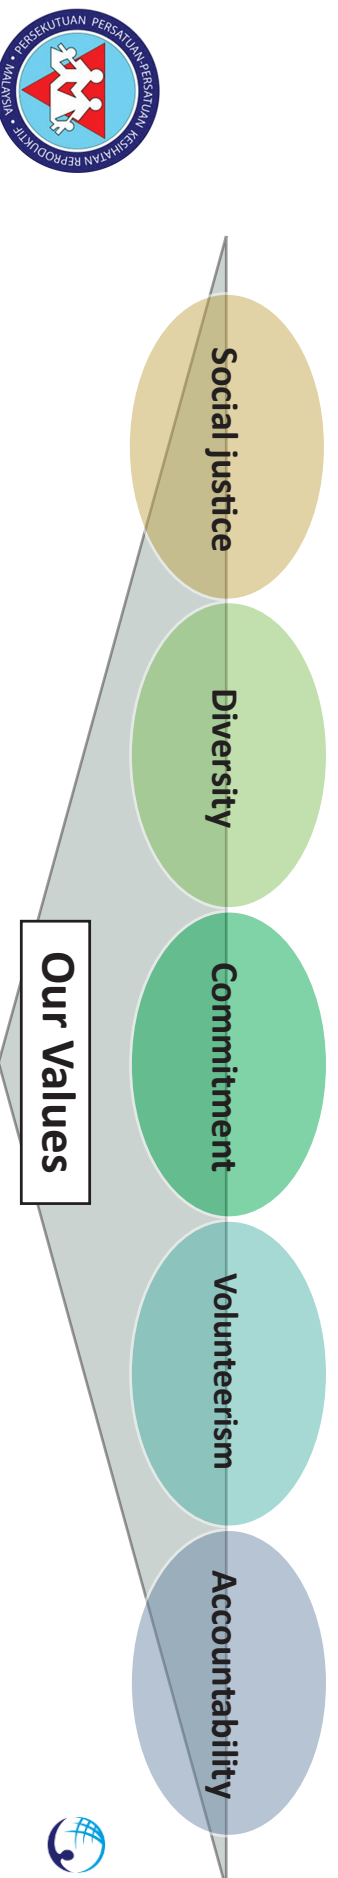 Social justice
Diversity
Commitment
Volunteerism
Accountability
Our Values
PERSEKUTUAN PERSATUAN-PERSATUAN KESIHATAN REPRODUKTIF • MALAYSIA •